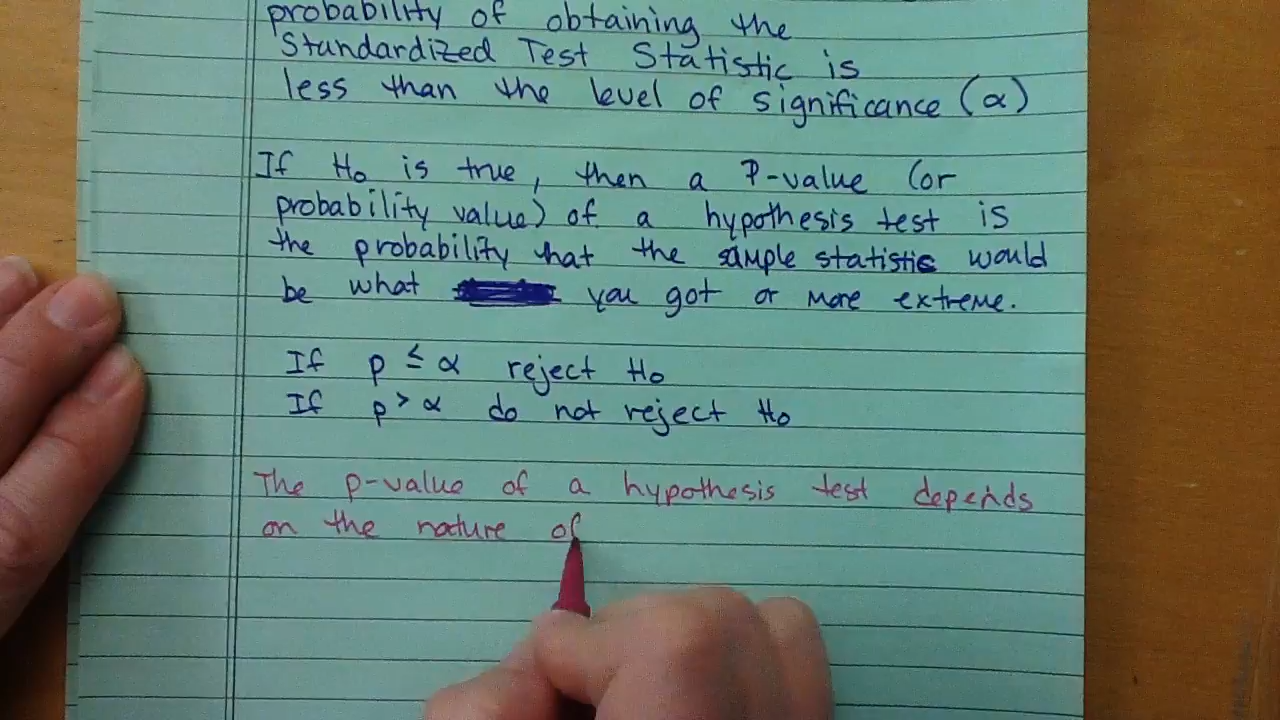 probability of obtaining the
Standardized Test Statistic is
less than the level of significance (α)
If H₀ is true, then a P-value (or
probability value) of a hypothesis test is
the probability that the sample statistic would
be what you got or more extreme.
If p ≤ α reject H₀
If p > α do not reject H₀
The p-value of a hypothesis test depends
on the nature of